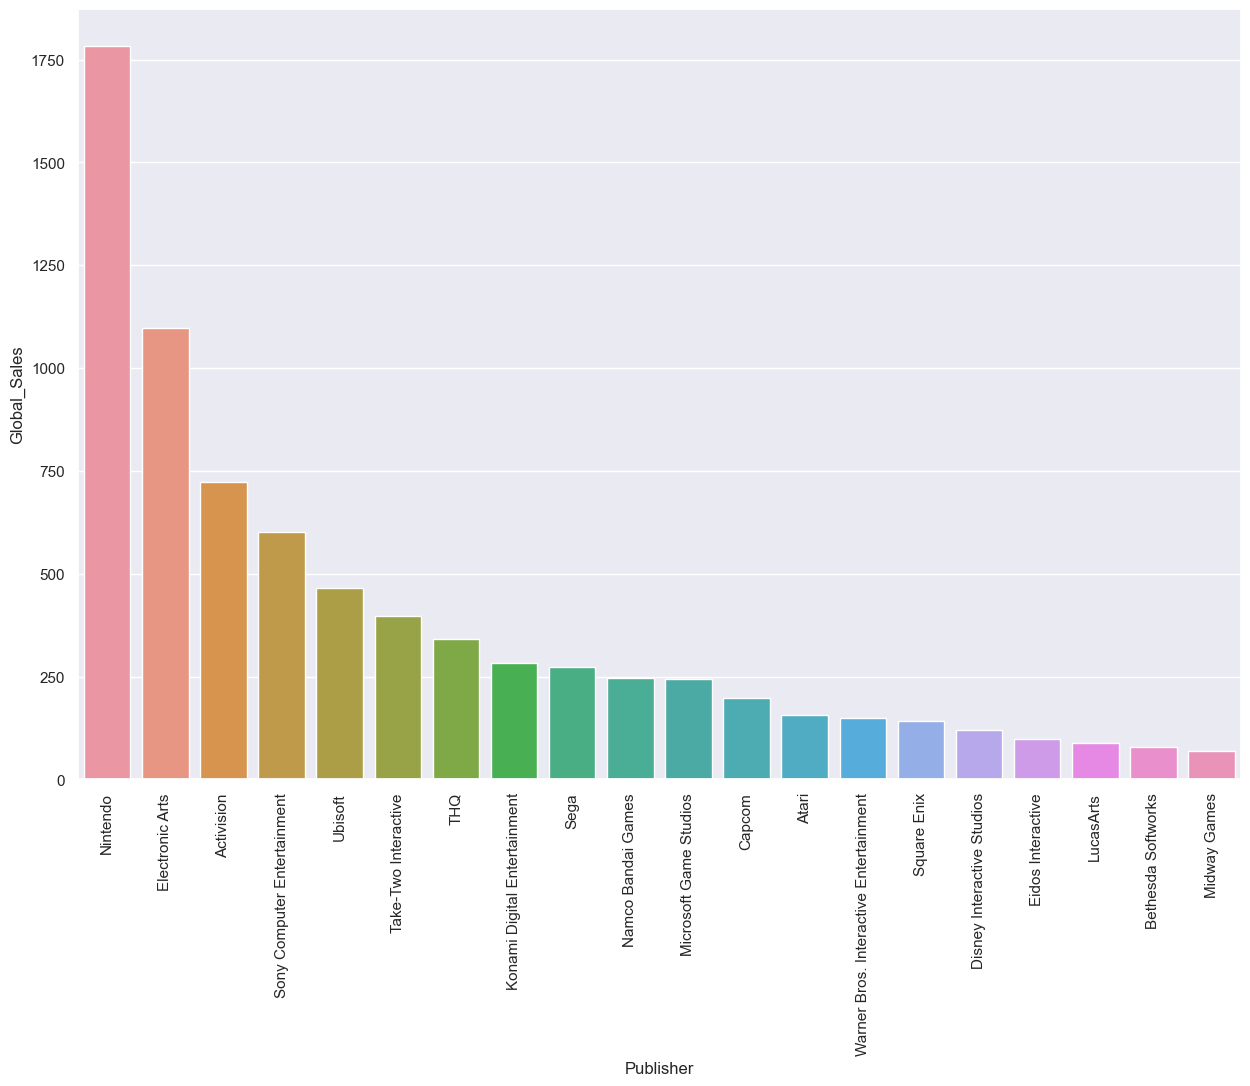 1750
1500
1250
1000
750
500
250
0
Global_Sales
Nintendo
Electronic Arts
Activision
Sony Computer Entertainment
Ubisoft
Take-Two Interactive
THQ
Konami Digital Entertainment
Sega
Namco Bandai Games
Microsoft Game Studios
Capcom
Atari
Warner Bros. Interactive Entertainment
Square Enix
Disney Interactive Studios
Eidos Interactive
LucasArts
Bethesda Softworks
Midway Games
Publisher